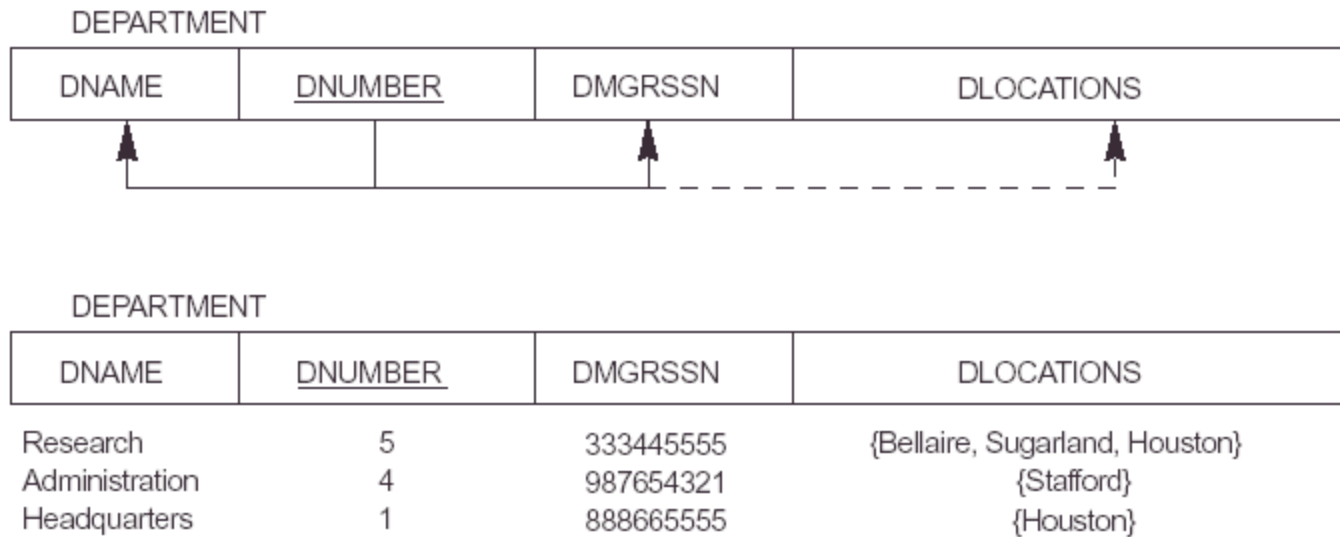 DEPARTMENT
DNAME DNUMBER DMGRSSN DLOCATIONS
DEPARTMENT
DNAME DNUMBER DMGRSSN DLOCATIONS
Research 5 333445555 {Bellaire, Sugarland, Houston}
Administration 4 987654321 {Stafford}
Headquarters 1 888665555 {Houston}